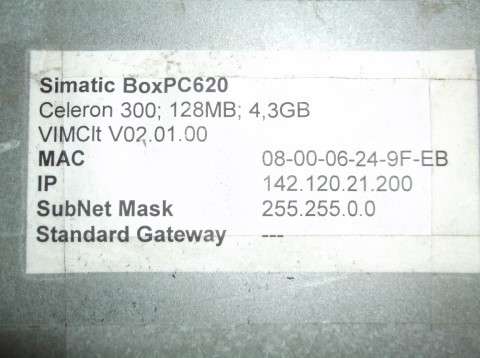 Simatic BoxPC620
Celeron 300; 128MB; 4,3GB
VIMClt V02.01.00
MAC 08-00-06-24-9F-EB
IP 142.120.21.200
SubNet Mask 255.255.0.0
Standard Gateway ---